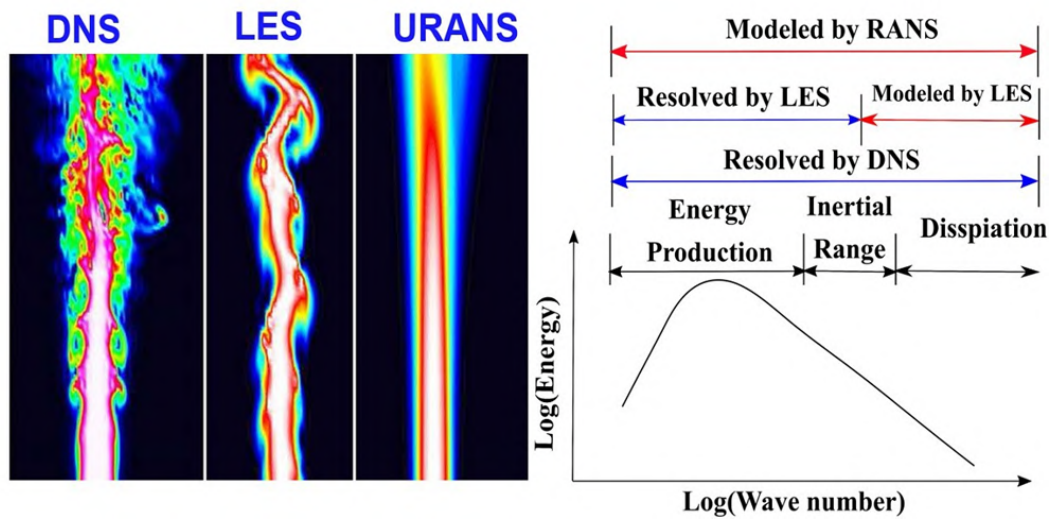 DNS
LES
URANS
Modeled by RANS
Resolved by LES
Modeled by LES
Resolved by DNS
Energy
Production
Inertial
Range
Disspiation
Log(Energy)
Log(Wave number)